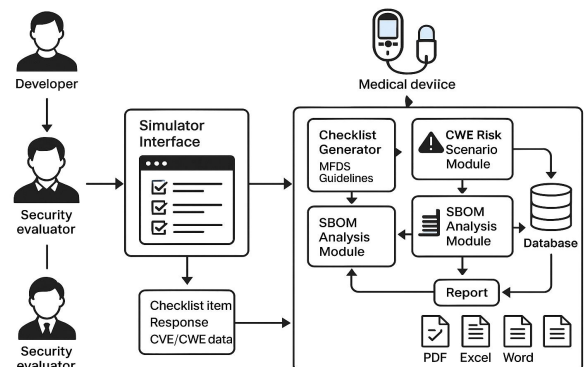 Developer
Security
evaluator
Security
evaluator
Simulator
Interface
Checklist item
Response
CVE/CWE data
Medical deviice
Checklist
Generator
MFDS
Guidelines
CWE Risk
Scenario
Module
SBOM
Analysis
Module
SBOM
Analysis
Module
Database
Report
PDF
Excel
Word